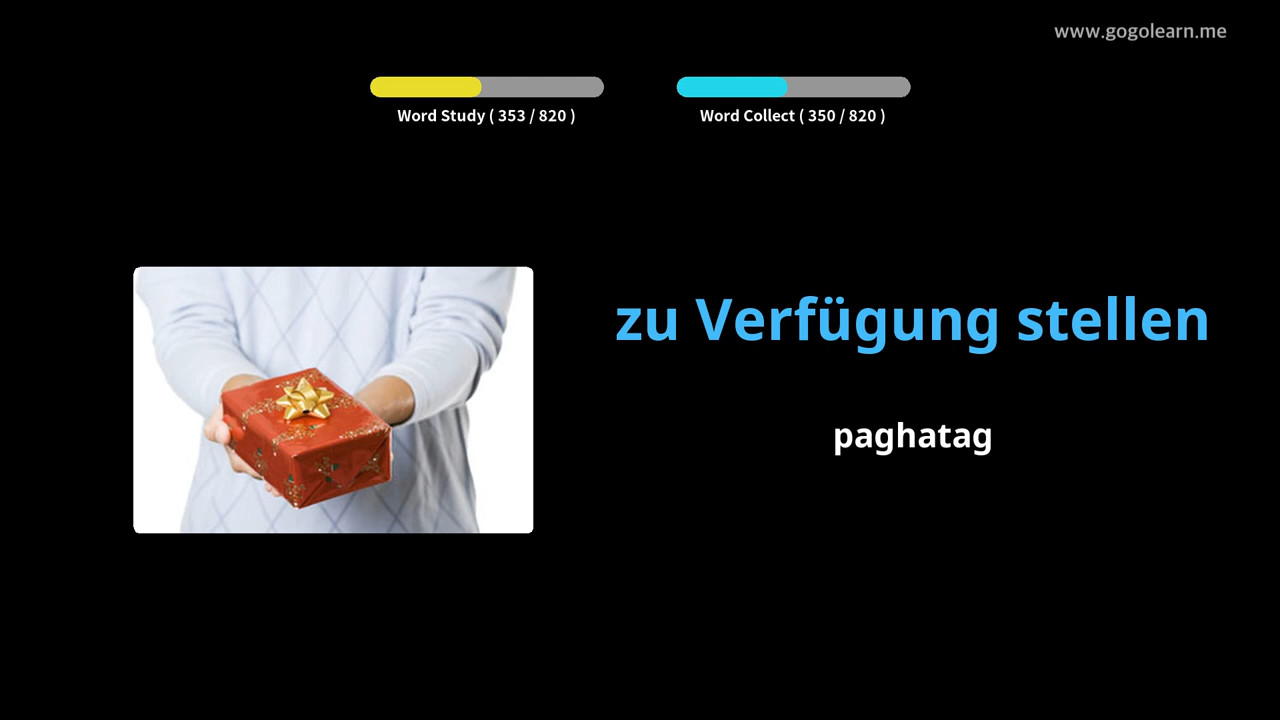 www.gogolearn.me
Word Study ( 353 / 820 )
Word Collect ( 350 / 820 )
zu Verfügung stellen
paghatag